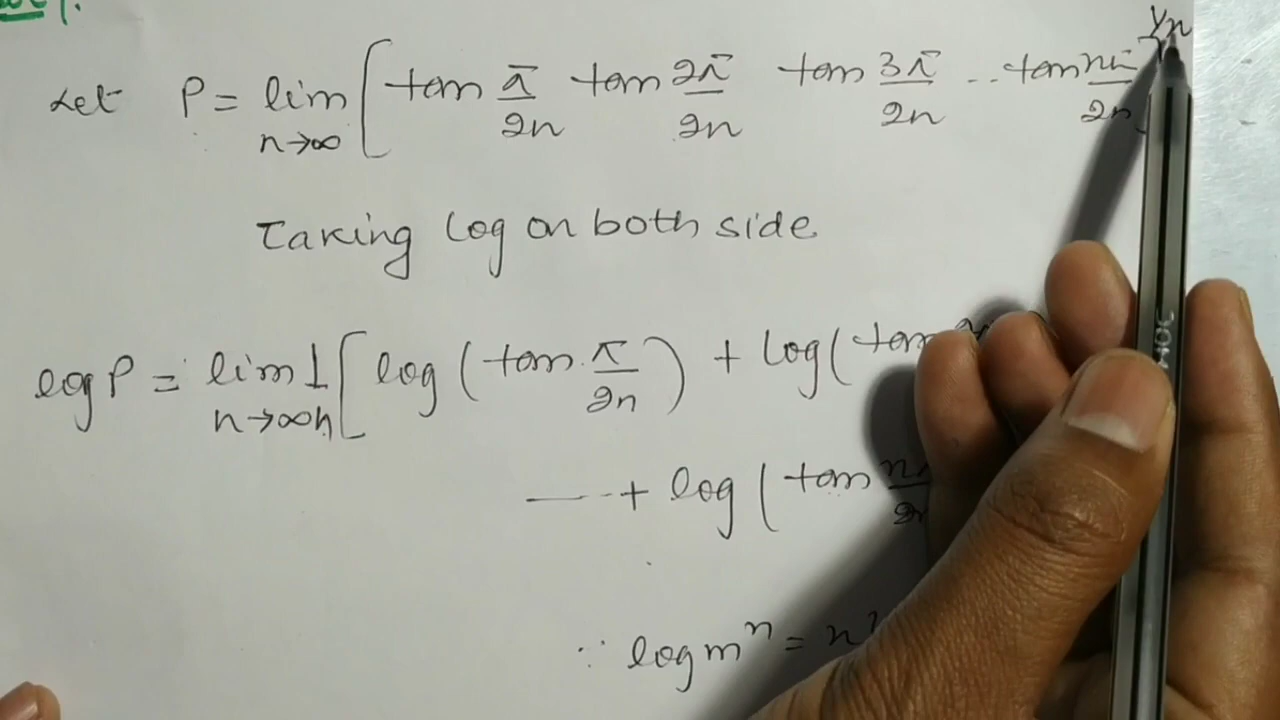 Let P = lim n→∞ [ tan π/2n tan 2π/2n tan 3π/2n .. tan nπ/2n ]^1/n
Taking log on both side
log P = lim n→∞ 1/n [ log ( tan π/2n ) + log ( tan
— - + log ( tan
∵ log m^n = n